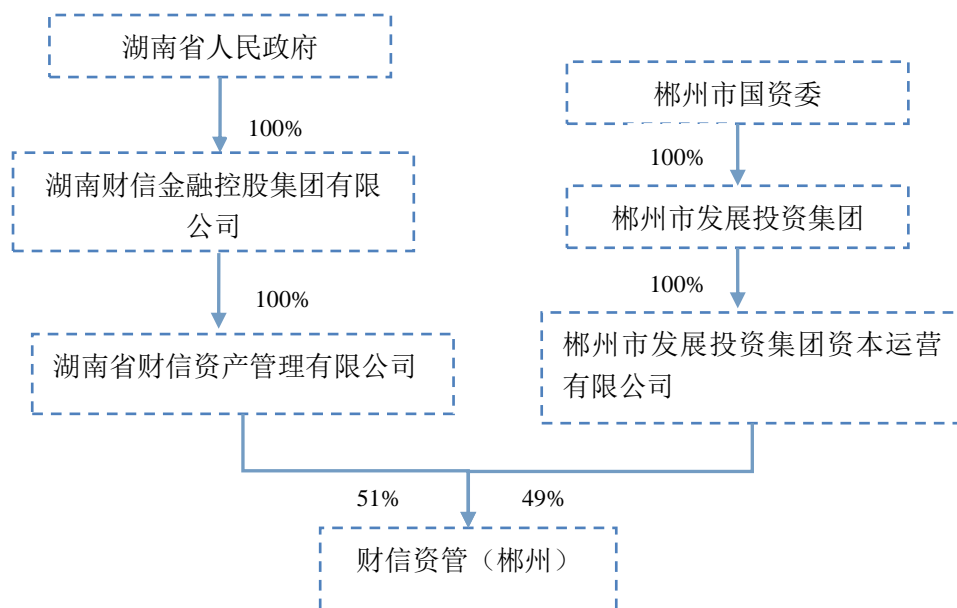 湖南省人民政府
郴州市国资委
100%
100%
湖南财信金融控股集团有限
公司
郴州市发展投资集团
100%
100%
湖南省财信资产管理有限公司
郴州市发展投资集团资本运营
有限公司
51%
49%
财信资管（郴州）